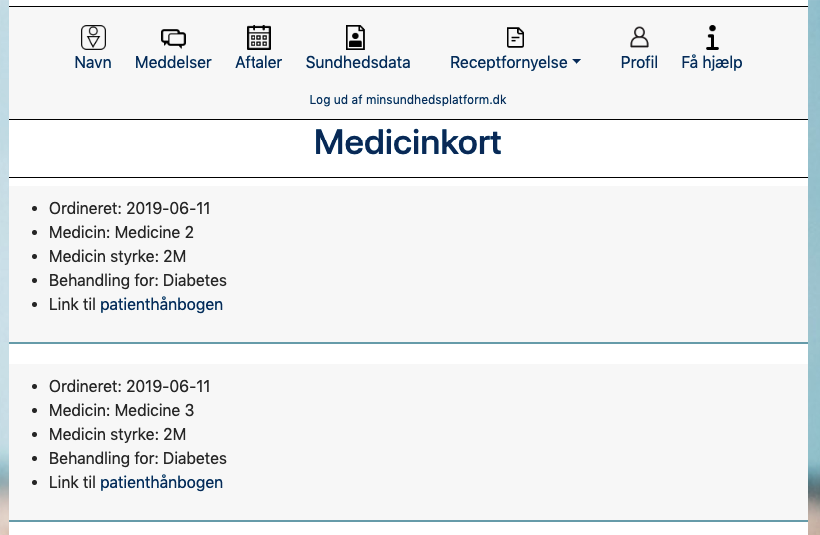 Navn Meddelser Aftaler Sundhedsdata Receptfornyelse Profil Få hjælp
Log ud af minsundhedsplatform.dk
Medicinkort
• Ordineret: 2019-06-11
• Medicin: Medicine 2
• Medicin styrke: 2M
• Behandling for: Diabetes
• Link til patienthånbogen
• Ordineret: 2019-06-11
• Medicin: Medicine 3
• Medicin styrke: 2M
• Behandling for: Diabetes
• Link til patienthånbogen